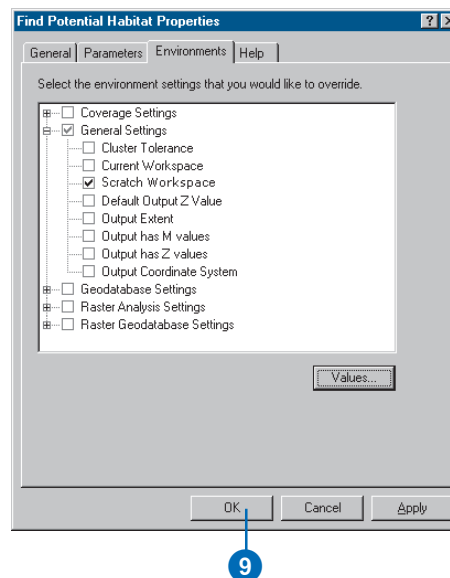 Find Potential Habitat Properties
General Parameters Environments Help
Select the environment settings that you would like to override.
Coverage Settings
General Settings
Cluster Tolerance
Current Workspace
Scratch Workspace
Default Output Z Value
Output Extent
Output has M values
Output has Z values
Output Coordinate System
Geodatabase Settings
Raster Analysis Settings
Raster Geodatabase Settings
Values...
OK Cancel Apply
9